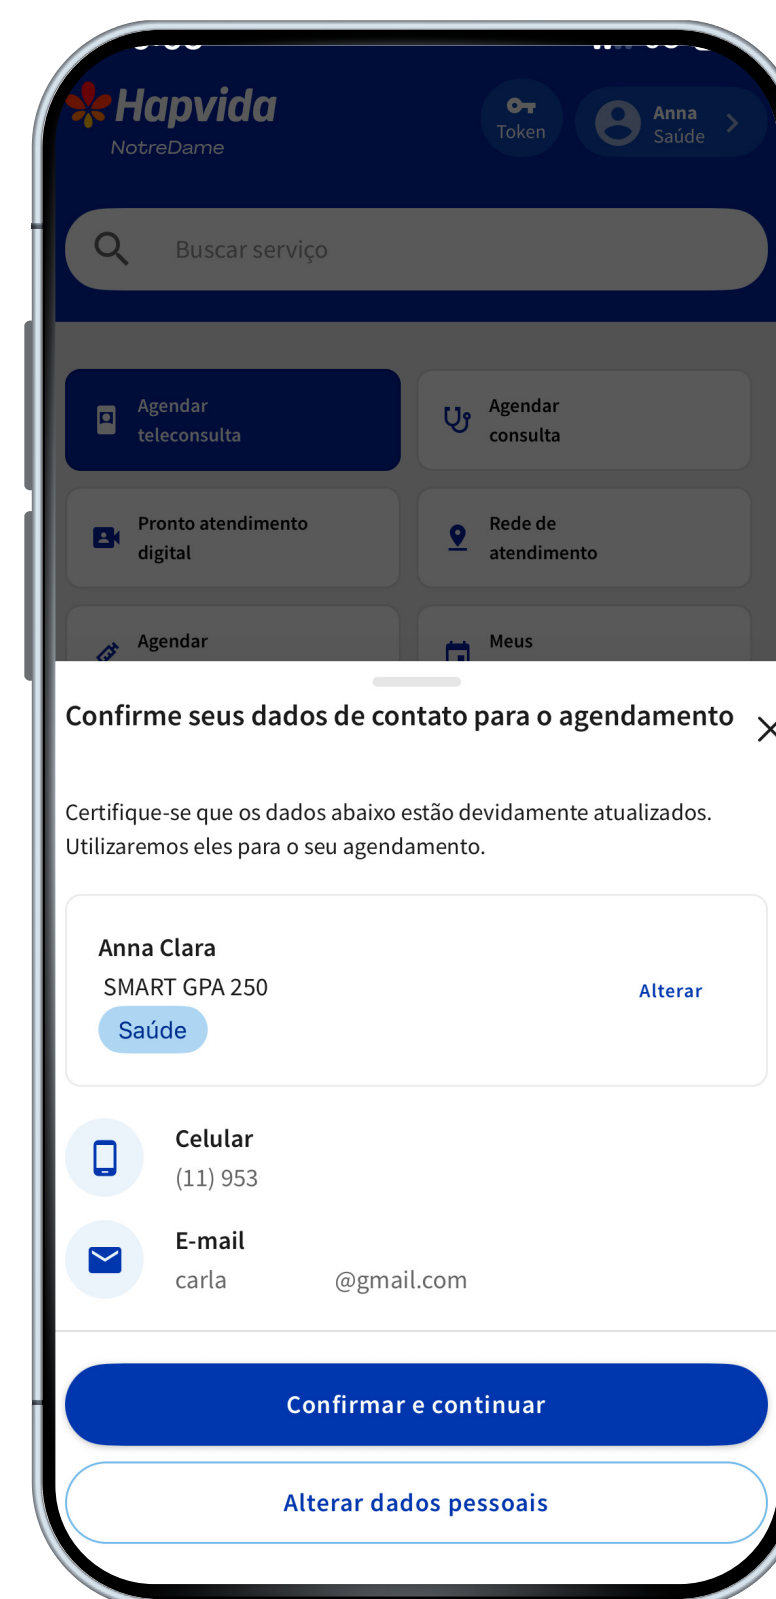 Hapvida
NotreDame
Token
Anna
Saúde
Buscar serviço
Agendar
teleconsulta
Agendar
consulta
Pronto atendimento
digital
Rede de
atendimento
Agendar
Meus
Confirme seus dados de contato para o agendamento
Certifique-se que os dados abaixo estão devidamente atualizados.
Utilizaremos eles para o seu agendamento.
Anna Clara
SMART GPA 250
Alterar
Saúde
Celular
(11) 953
E-mail
carla @gmail.com
Confirmar e continuar
Alterar dados pessoais